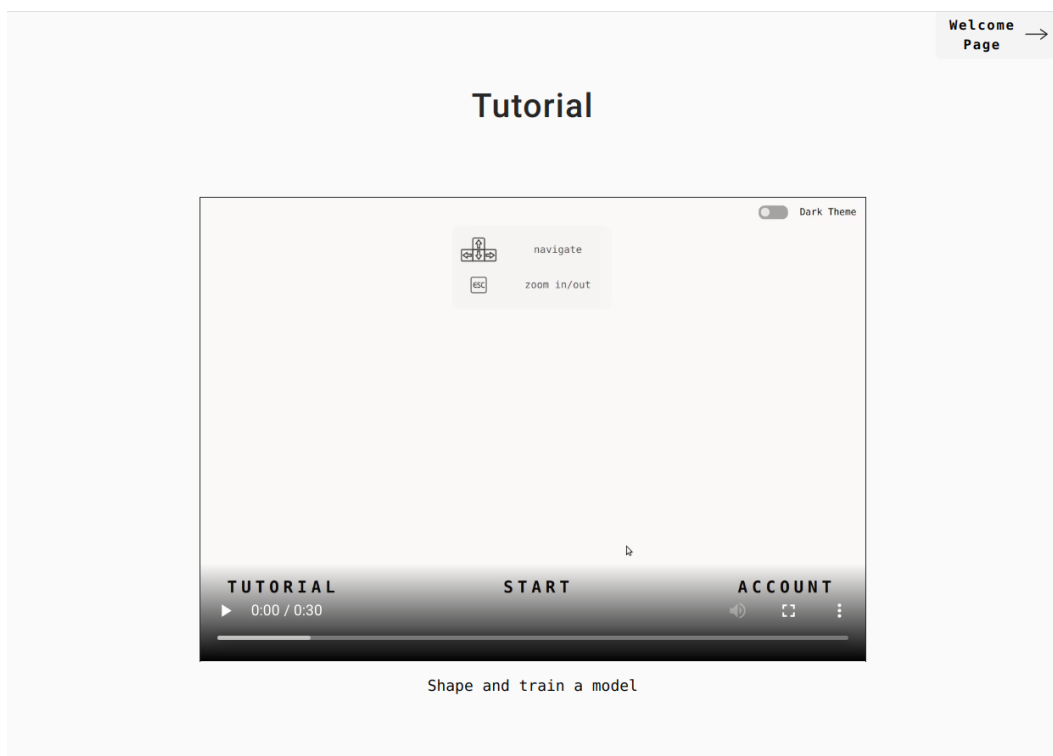 Welcome
Page
Tutorial
Dark Theme
navigate
ESC
zoom in/out
TUTORIAL
START
ACCOUNT
0:00 / 0:30
Shape and train a model